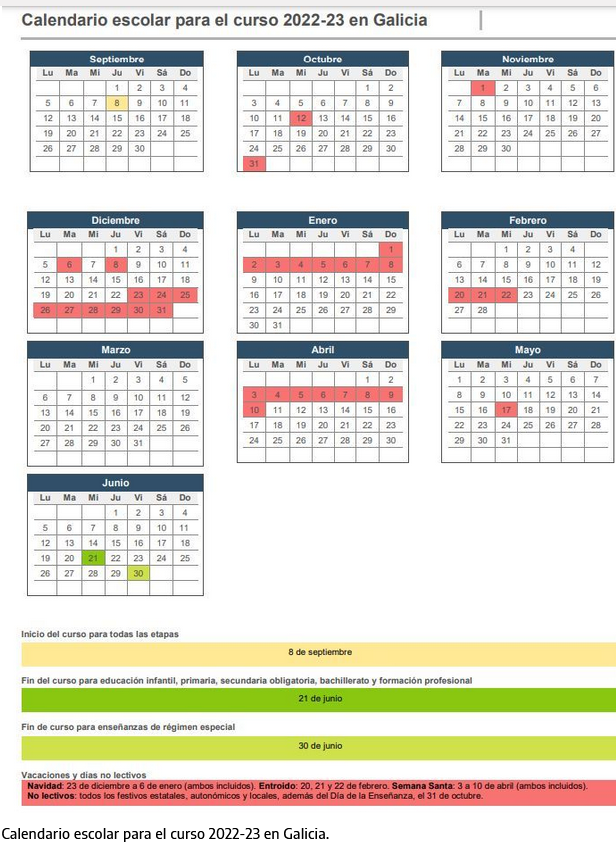 Calendario escolar para el curso 2022-23 en Galicia
Septiembre
Lu Ma Mi Ju Vi Sá Do
1 2 3 4
5 6 7 8 9 10 11
12 13 14 15 16 17 18
19 20 21 22 23 24 25
26 27 28 29 30
Octubre
Lu Ma Mi Ju Vi Sá Do
1 2
3 4 5 6 7 8 9
10 11 12 13 14 15 16
17 18 19 20 21 22 23
24 25 26 27 28 29 30
31
Noviembre
Lu Ma Mi Ju Vi Sá Do
1 2 3 4 5 6
7 8 9 10 11 12 13
14 15 16 17 18 19 20
21 22 23 24 25 26 27
28 29 30
Diciembre
Lu Ma Mi Ju Vi Sá Do
1 2 3 4
5 6 7 8 9 10 11
12 13 14 15 16 17 18
19 20 21 22 23 24 25
26 27 28 29 30 31
Enero
Lu Ma Mi Ju Vi Sá Do
1
2 3 4 5 6 7 8
9 10 11 12 13 14 15
16 17 18 19 20 21 22
23 24 25 26 27 28 29
30 31
Febrero
Lu Ma Mi Ju Vi Sá Do
1 2 3 4
6 7 8 9 10 11 12
13 14 15 16 17 18 19
20 21 22 23 24 25 26
27 28
Marzo
Lu Ma Mi Ju Vi Sá Do
1 2 3 4 5
6 7 8 9 10 11 12
13 14 15 16 17 18 19
20 21 22 23 24 25 26
27 28 29 30 31
Abril
Lu Ma Mi Ju Vi Sá Do
1 2
3 4 5 6 7 8 9
10 11 12 13 14 15 16
17 18 19 20 21 22 23
24 25 26 27 28 29 30
Mayo
Lu Ma Mi Ju Vi Sá Do
1 2 3 4 5 6 7
8 9 10 11 12 13 14
15 16 17 18 19 20 21
22 23 24 25 26 27 28
29 30 31
Junio
Lu Ma Mi Ju Vi Sá Do
1 2 3 4
5 6 7 8 9 10 11
12 13 14 15 16 17 18
19 20 21 22 23 24 25
26 27 28 29 30
Inicio del curso para todas las etapas
8 de septiembre
Fin del curso para educación infantil, primaria, secundaria obligatoria, bachillerato y formación profesional
21 de junio
Fin de curso para enseñanzas de régimen especial
30 de junio
Vacaciones y días no lectivos
Navidad: 23 de diciembre a 6 de enero (ambos incluidos). Entroido: 20, 21 y 22 de febrero. Semana Santa: 3 a 10 de abril (ambos incluidos).
No lectivos: todos los festivos estatales, autonómicos y locales, además del Día de la Enseñanza, el 31 de octubre.
Calendario escolar para el curso 2022-23 en Galicia.